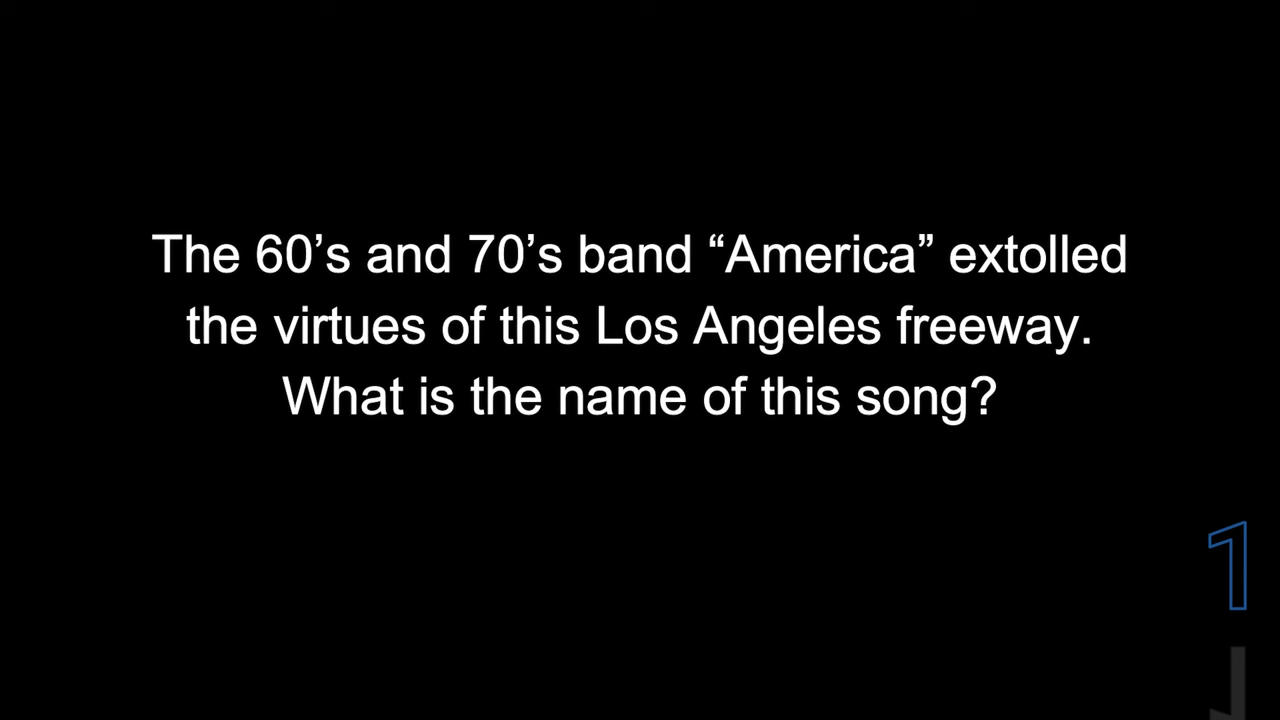 The 60’s and 70’s band “America” extolled
the virtues of this Los Angeles freeway.
What is the name of this song?
1